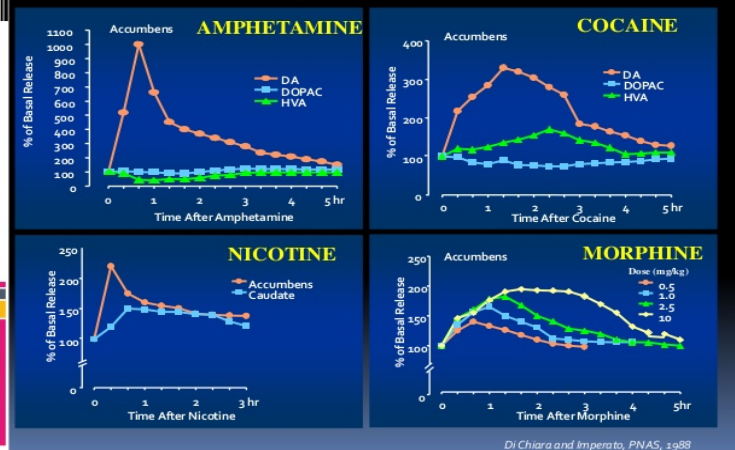 AMPHETAMINE
Accumbens
% of Basal Release
1100
1000
900
800
700
600
500
400
300
200
100
0
DA
DOPAC
HVA
0 1 2 3 4 5 hr
Time After Amphetamine
COCAINE
Accumbens
% of Basal Release
400
300
200
100
0
DA
DOPAC
HVA
0 1 2 3 4 5 hr
Time After Cocaine
NICOTINE
% of Basal Release
250
200
150
100
0
Accumbens
Caudate
0 1 2 3 hr
Time After Nicotine
MORPHINE
Accumbens
% of Basal Release
250
200
150
100
0
Dose (mg/kg)
0.5
1.0
2.5
10
0 1 2 3 4 5hr
Time After Morphine
Di Chiara and Imperato, PNAS, 1988